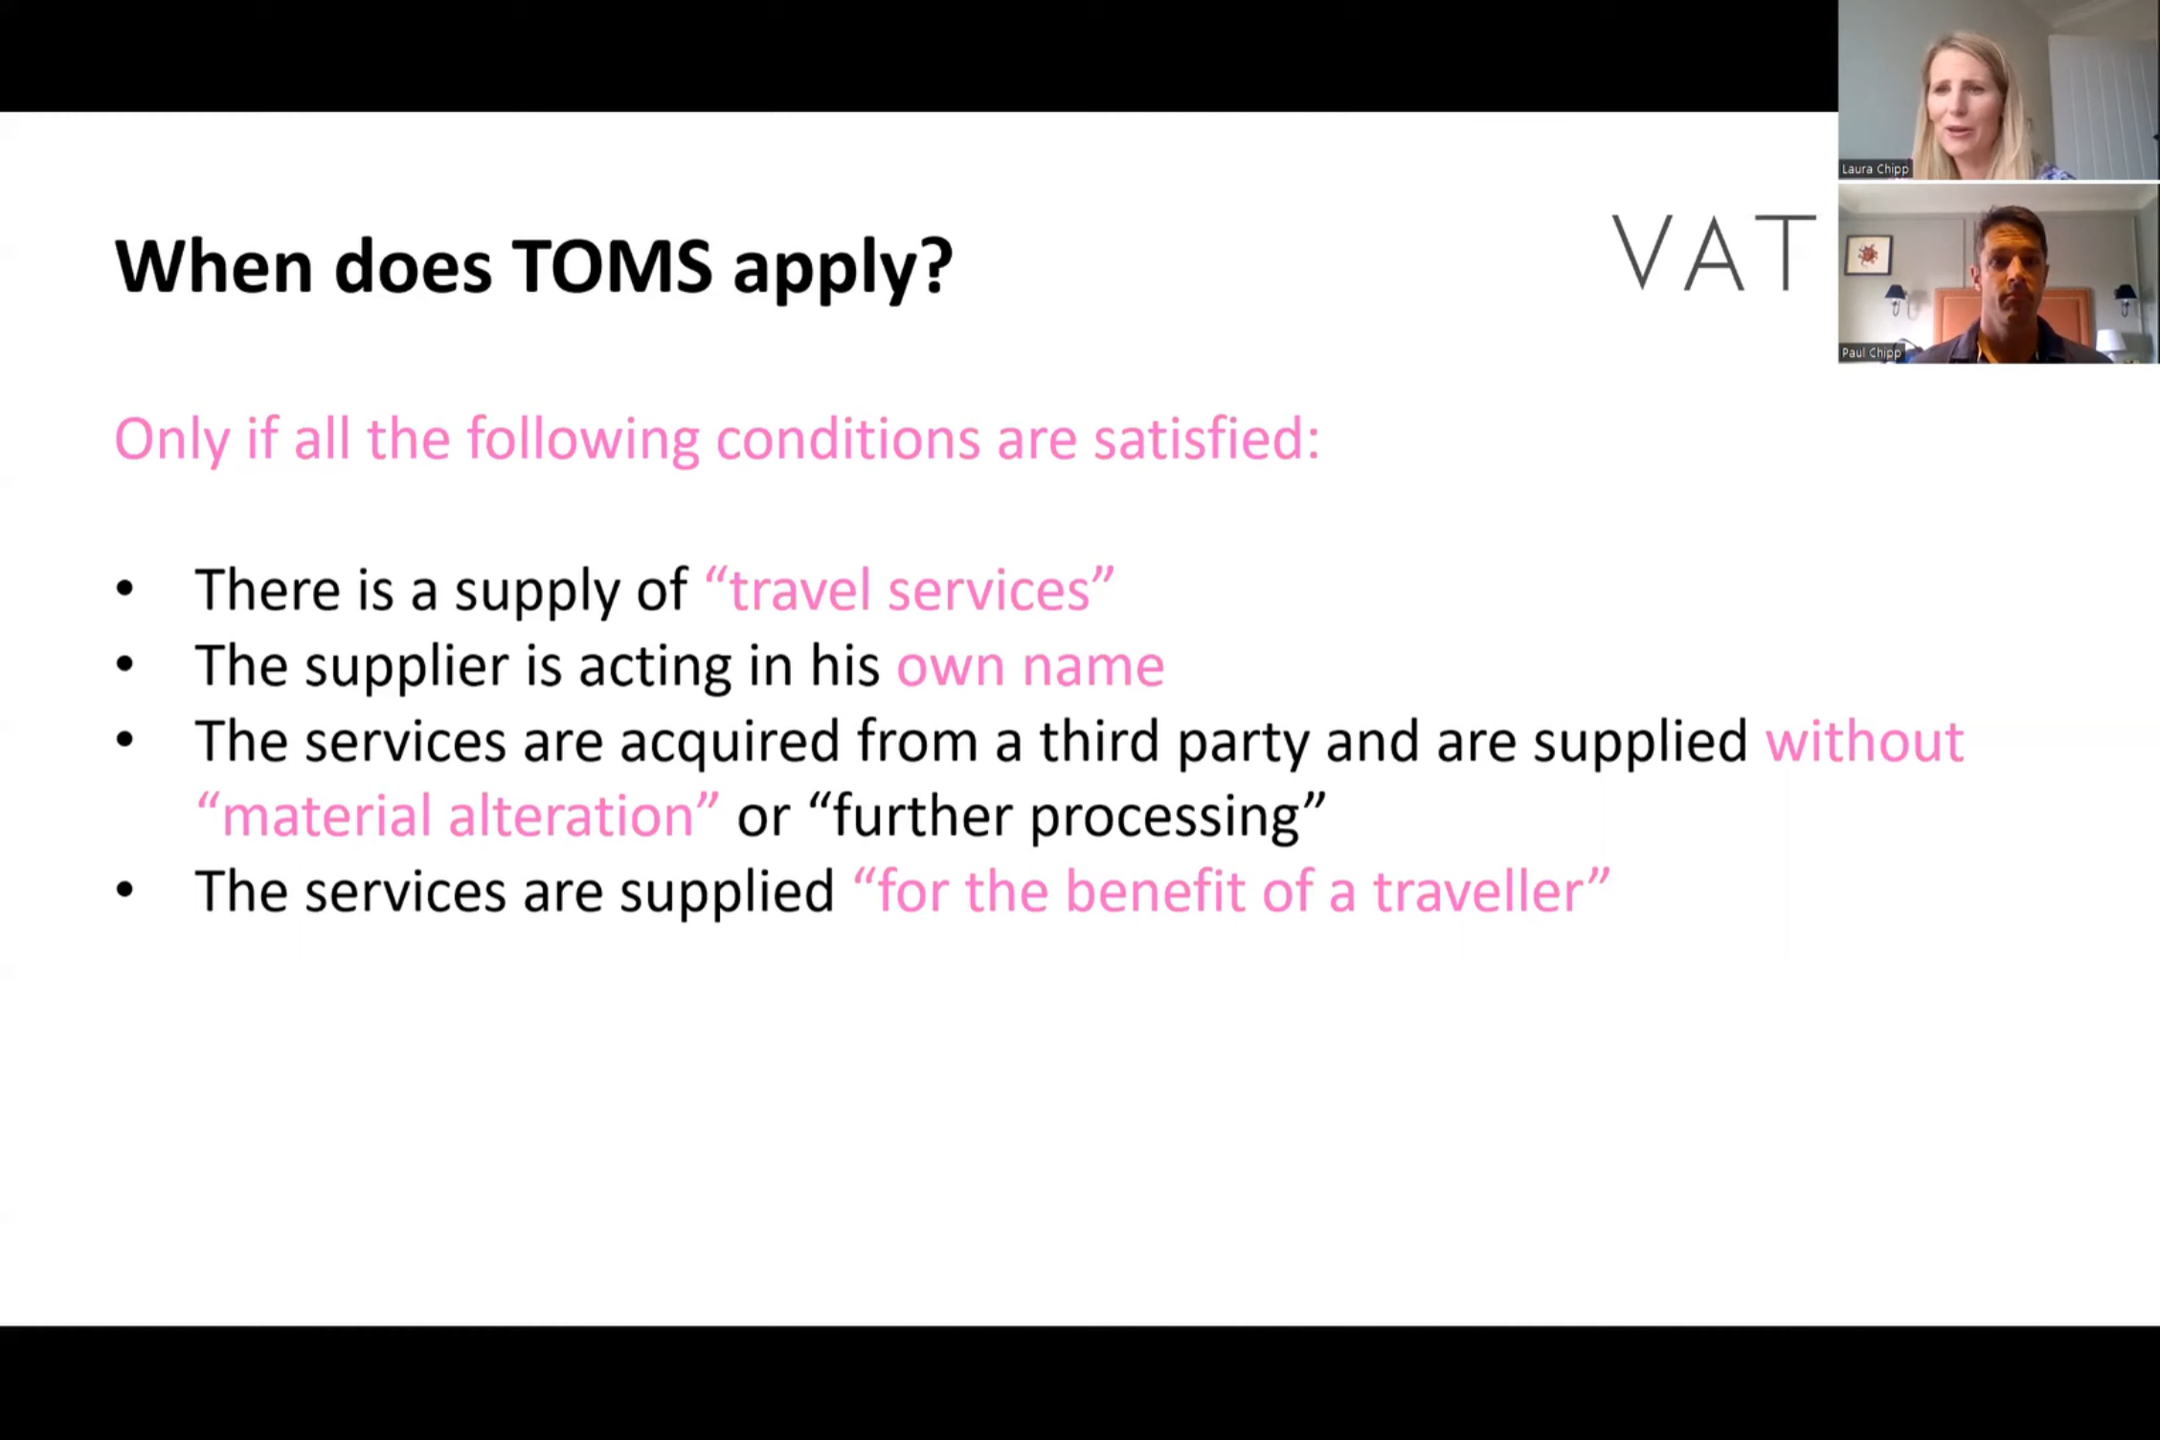 When does TOMS apply?
VAT
Laura Chipp
Paul Chipp
Only if all the following conditions are satisfied:
• There is a supply of “travel services”
• The supplier is acting in his own name
• The services are acquired from a third party and are supplied without
“material alteration” or “further processing”
• The services are supplied “for the benefit of a traveller”